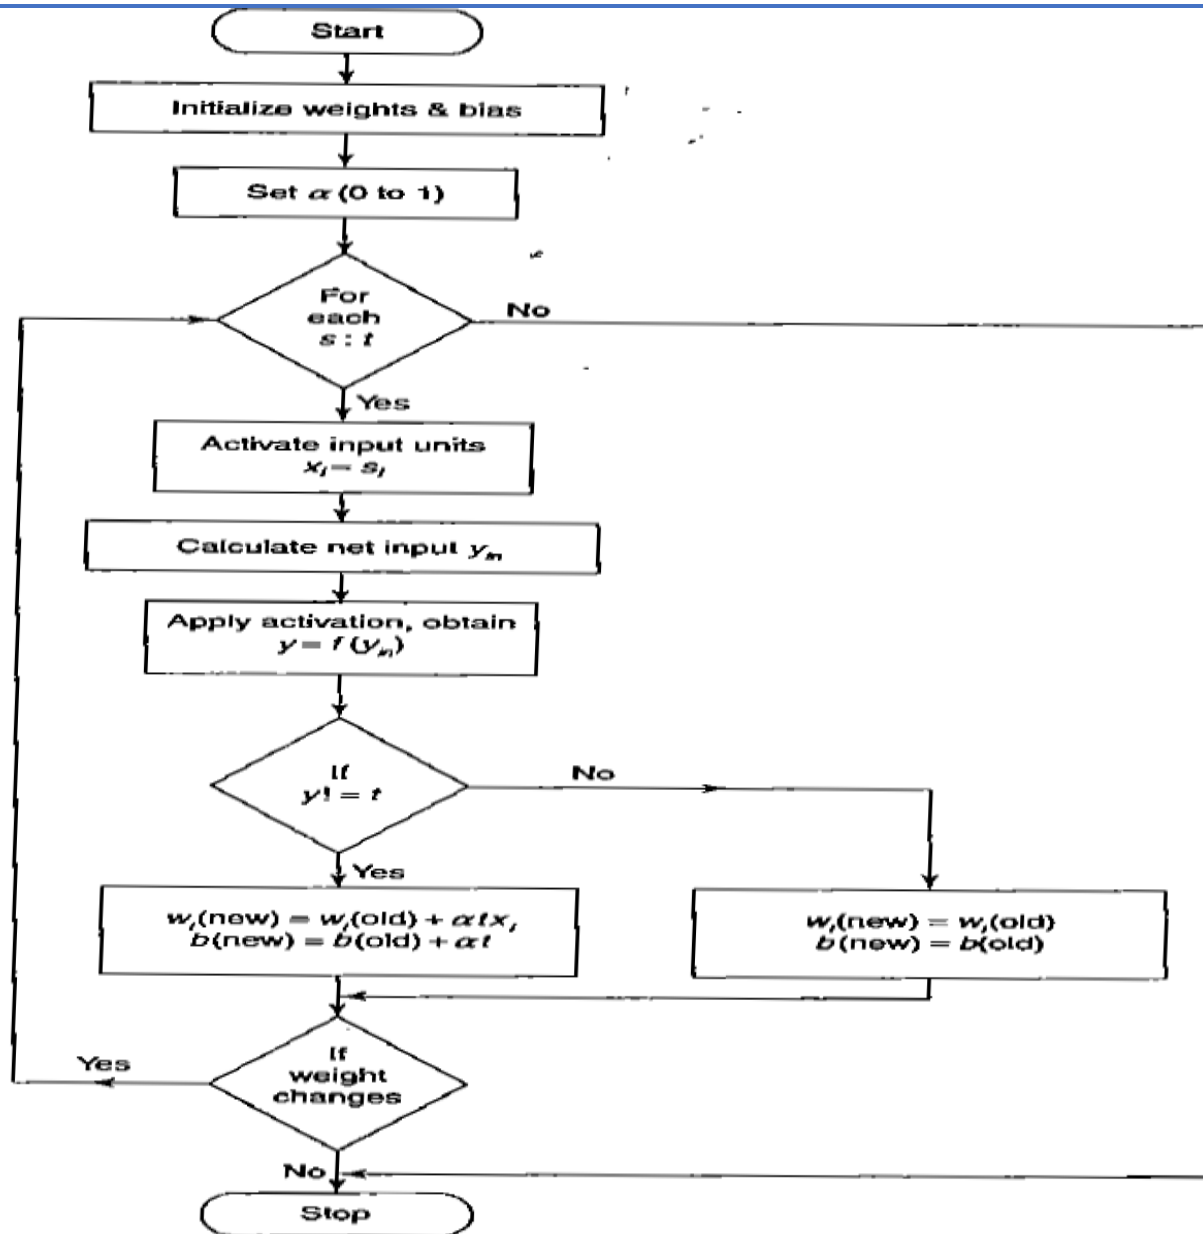 Start
Initialize weights & bias
Set α (0 to 1)
For
each
s : t
No
Yes
Activate input units
xᵢ = sᵢ
Calculate net input yᵢₙ
Apply activation, obtain
y = f (yᵢₙ)
If
y! = t
No
Yes
wᵢ(new) = wᵢ(old) + αtxᵢ
b(new) = b(old) + αt
wᵢ(new) = wᵢ(old)
b(new) = b(old)
If
weight
changes
Yes
No
Stop